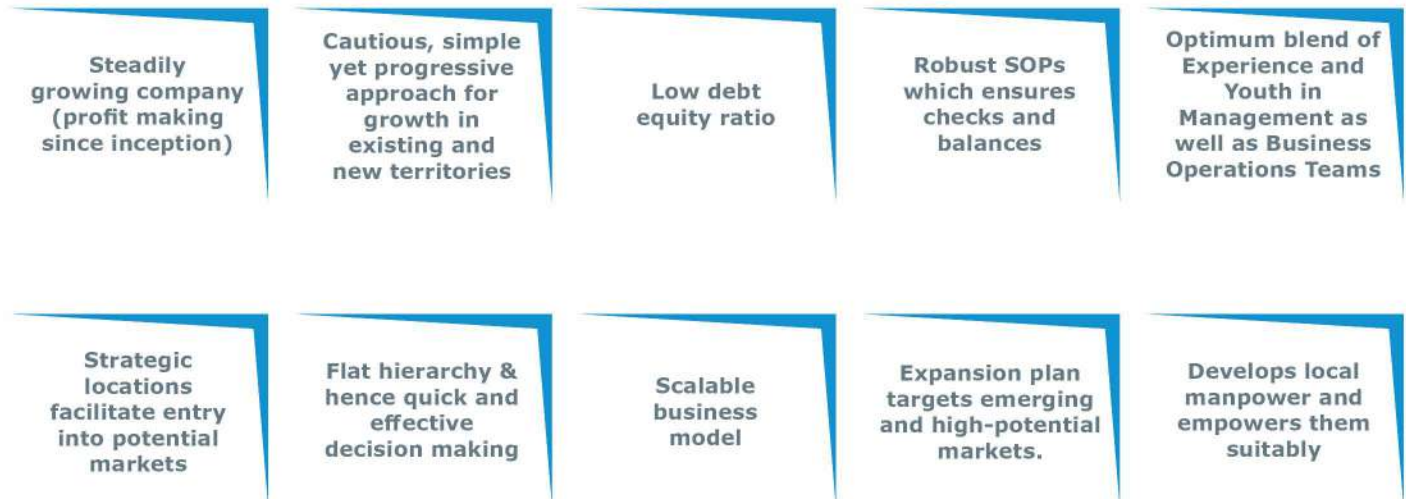 Steadily
growing company
(profit making
since inception)
Cautious, simple
yet progressive
approach for
growth in
existing and
new territories
Low debt
equity ratio
Robust SOPs
which ensures
checks and
balances
Optimum blend of
Experience and
Youth in
Management as
well as Business
Operations Teams
Strategic
locations
facilitate entry
into potential
markets
Flat hierarchy &
hence quick and
effective
decision making
Scalable
business
model
Expansion plan
targets emerging
and high-potential
markets.
Develops local
manpower and
empowers them
suitably